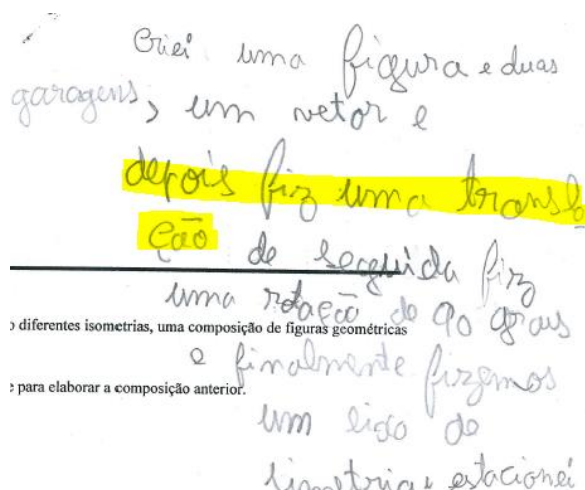 Criei uma figura e duas
garagens, um vetor e
depois fiz uma transla
ção de seguida fiz
uma rotação de 90 graus
o diferentes isometrias, uma composição de figuras geométricas
e finalmente fizemos
e para elaborar a composição anterior.
um eixo de
simetria e estacionei